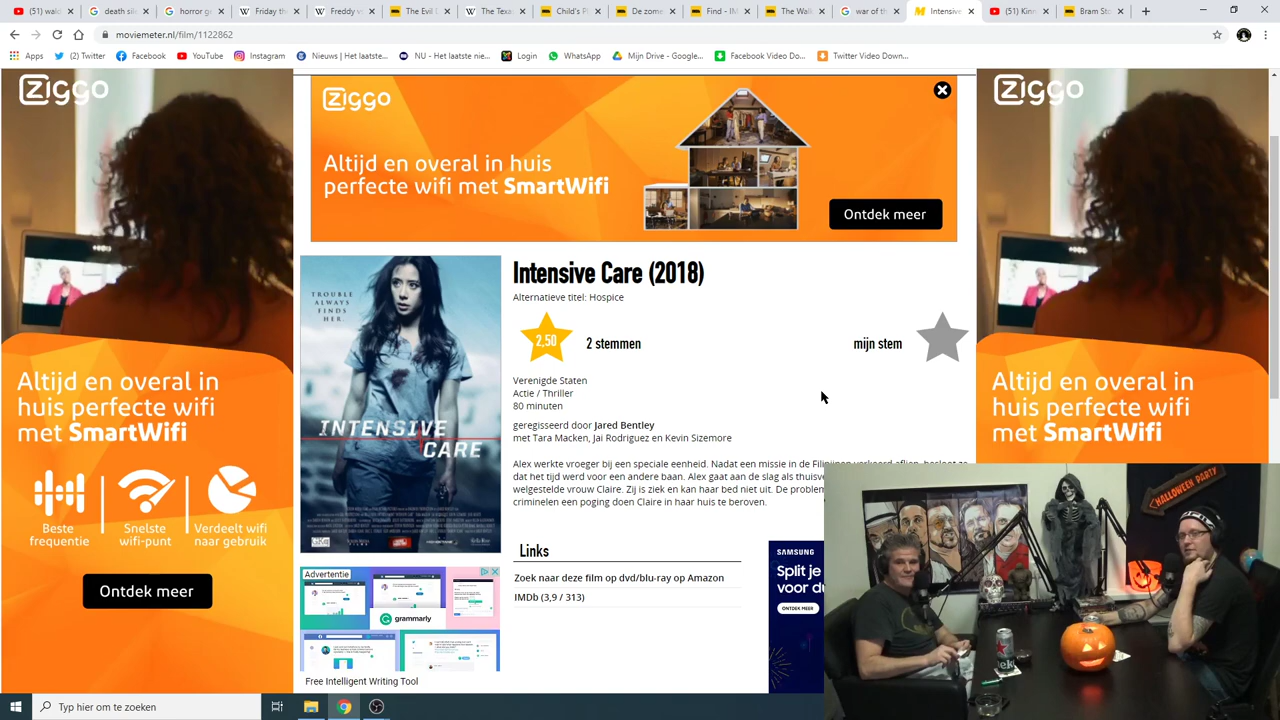 (51) wald
death sile
horror g
Friday th
Freddy v
The Evil
The Texa
Child's P
De zome
Find - IM
The Walk
war of th
Intensive
(51) Kinn
Bram Sto
moviemeter.nl/film/1122862
Apps
(2) Twitter
Facebook
YouTube
Instagram
Nieuws | Het laatste...
NU - Het laatste nie...
Login
WhatsApp
Mijn Drive - Google...
Facebook Video Do...
Twitter Video Down...
Ziggo
Altijd en overal in
huis perfecte wifi
met SmartWifi
Beste
frequentie
Snelste
wifi-punt
Verdeelt wifi
naar gebruik
Ontdek meer
Ziggo
Altijd en overal in huis
perfecte wifi met SmartWifi
Ontdek meer
TROUBLE
ALWAYS
FINDS
HER.
INTENSIVE
CARE
Intensive Care (2018)
Alternatieve titel: Hospice
2,50
2 stemmen
mijn stem
Verenigde Staten
Actie / Thriller
80 minuten
geregisseerd door Jared Bentley
met Tara Macken, Jai Rodriguez en Kevin Sizemore
Alex werkte vroeger bij een speciale eenheid. Nadat een missie in de Filipijnen verkeerd afliep, besloot ze
dat het tijd werd voor een andere baan. Alex gaat aan de slag als thuisve
welgestelde vrouw Claire. Zij is ziek en kan haar bed niet uit. De problem
criminelen een poging doen Claire in haar huis te beroven.
Links
Zoek naar deze film op dvd/blu-ray op Amazon
IMDb (3,9 / 313)
Advertentie
grammarly
Free Intelligent Writing Tool
SAMSUNG
Split je
voor du
ONTDEK MEER
Ziggo
Altijd en overal in
huis perfecte wifi
met SmartWifi
HALLOWEEN PARTY
Typ hier om te zoeken